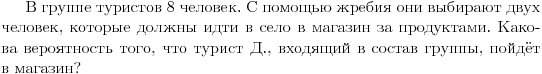 В группе туристов 8 человек. С помощью жребия они выбирают двух
человек, которые должны идти в село в магазин за продуктами. Како-
ва вероятность того, что турист Д., входящий в состав группы, пойдёт
в магазин?